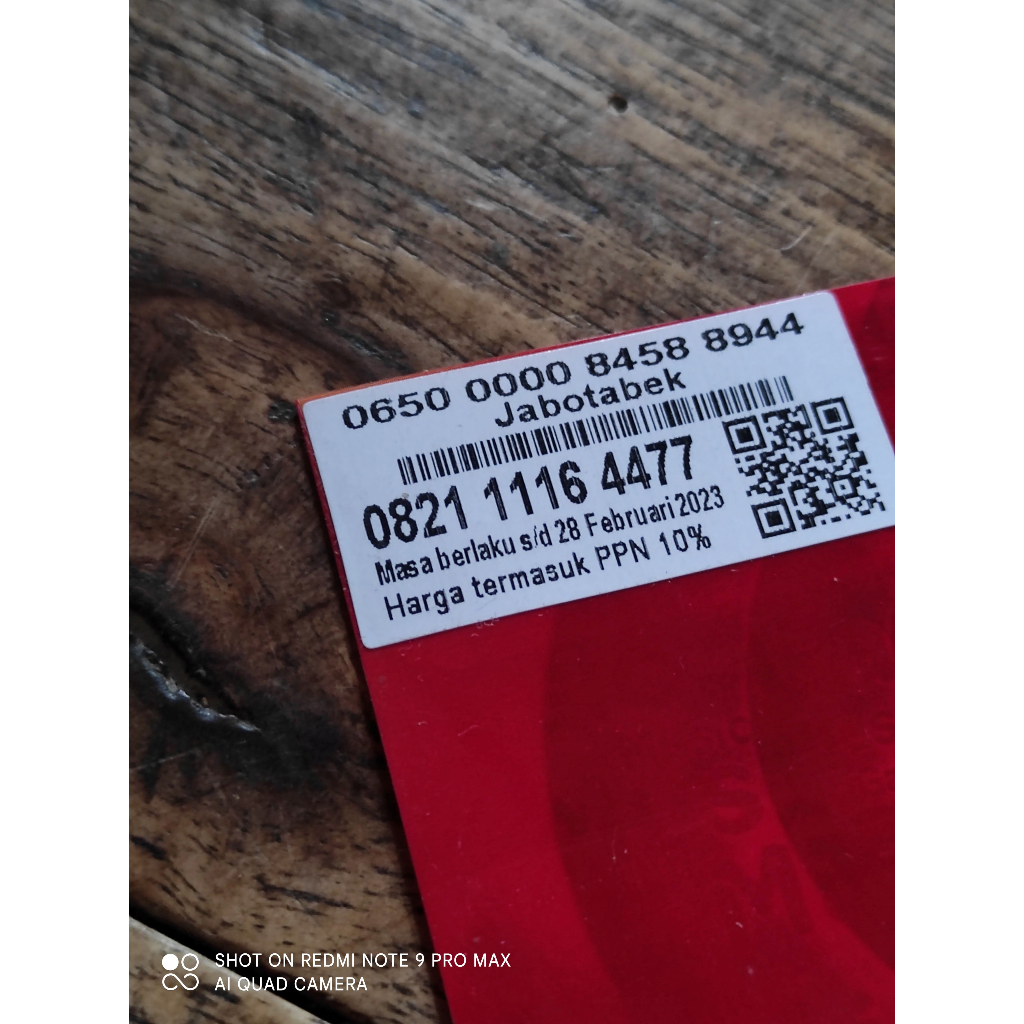 0650 0000 8458 8944
Jabotabek
0821 1116 4477
Masa berlaku s/d 28 Februari 2023
Harga termasuk PPN 10%
SHOT ON REDMI NOTE 9 PRO MAX
AI QUAD CAMERA